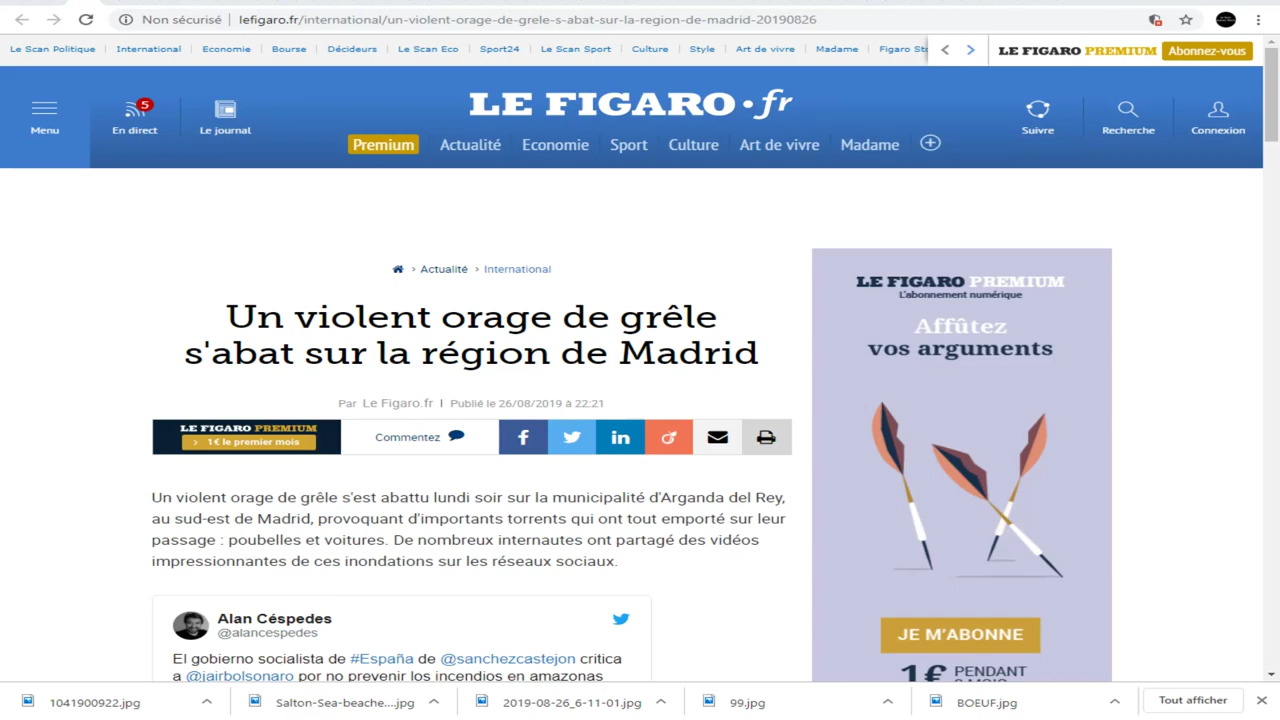 Non sécurisé | lefigaro.fr/international/un-violent-orage-de-grele-s-abat-sur-la-region-de-madrid-20190826
Le Scan Politique International Economie Bourse Décideurs Le Scan Eco Sport24 Le Scan Sport Culture Style Art de vivre Madame Figaro Sto
LE FIGARO PREMIUM Abonnez-vous
LE FIGARO·fr
Menu
5
En direct
Le journal
Suivre
Recherche
Connexion
Premium Actualité Economie Sport Culture Art de vivre Madame
> Actualité > International
Un violent orage de grêle
s'abat sur la région de Madrid
Par Le Figaro.fr | Publié le 26/08/2019 à 22:21
LE FIGARO PREMIUM
> 1€ le premier mois
Commentez
f
in
Un violent orage de grêle s'est abattu lundi soir sur la municipalité d'Arganda del Rey,
au sud-est de Madrid, provoquant d'importants torrents qui ont tout emporté sur leur
passage : poubelles et voitures. De nombreux internautes ont partagé des vidéos
impressionnantes de ces inondations sur les réseaux sociaux.
Alan Céspedes
@alancespedes
El gobierno socialista de #España de @sanchezcastejon critica
a @jairbolsonaro por no prevenir los incendios en amazonas
LE FIGARO PREMIUM
L'abonnement numérique
Affûtez
vos arguments
JE M'ABONNE
1€ PENDANT
1041900922.jpg
Salton-Sea-beache....jpg
2019-08-26_6-11-01.jpg
99.jpg
BOEUF.jpg
Tout afficher